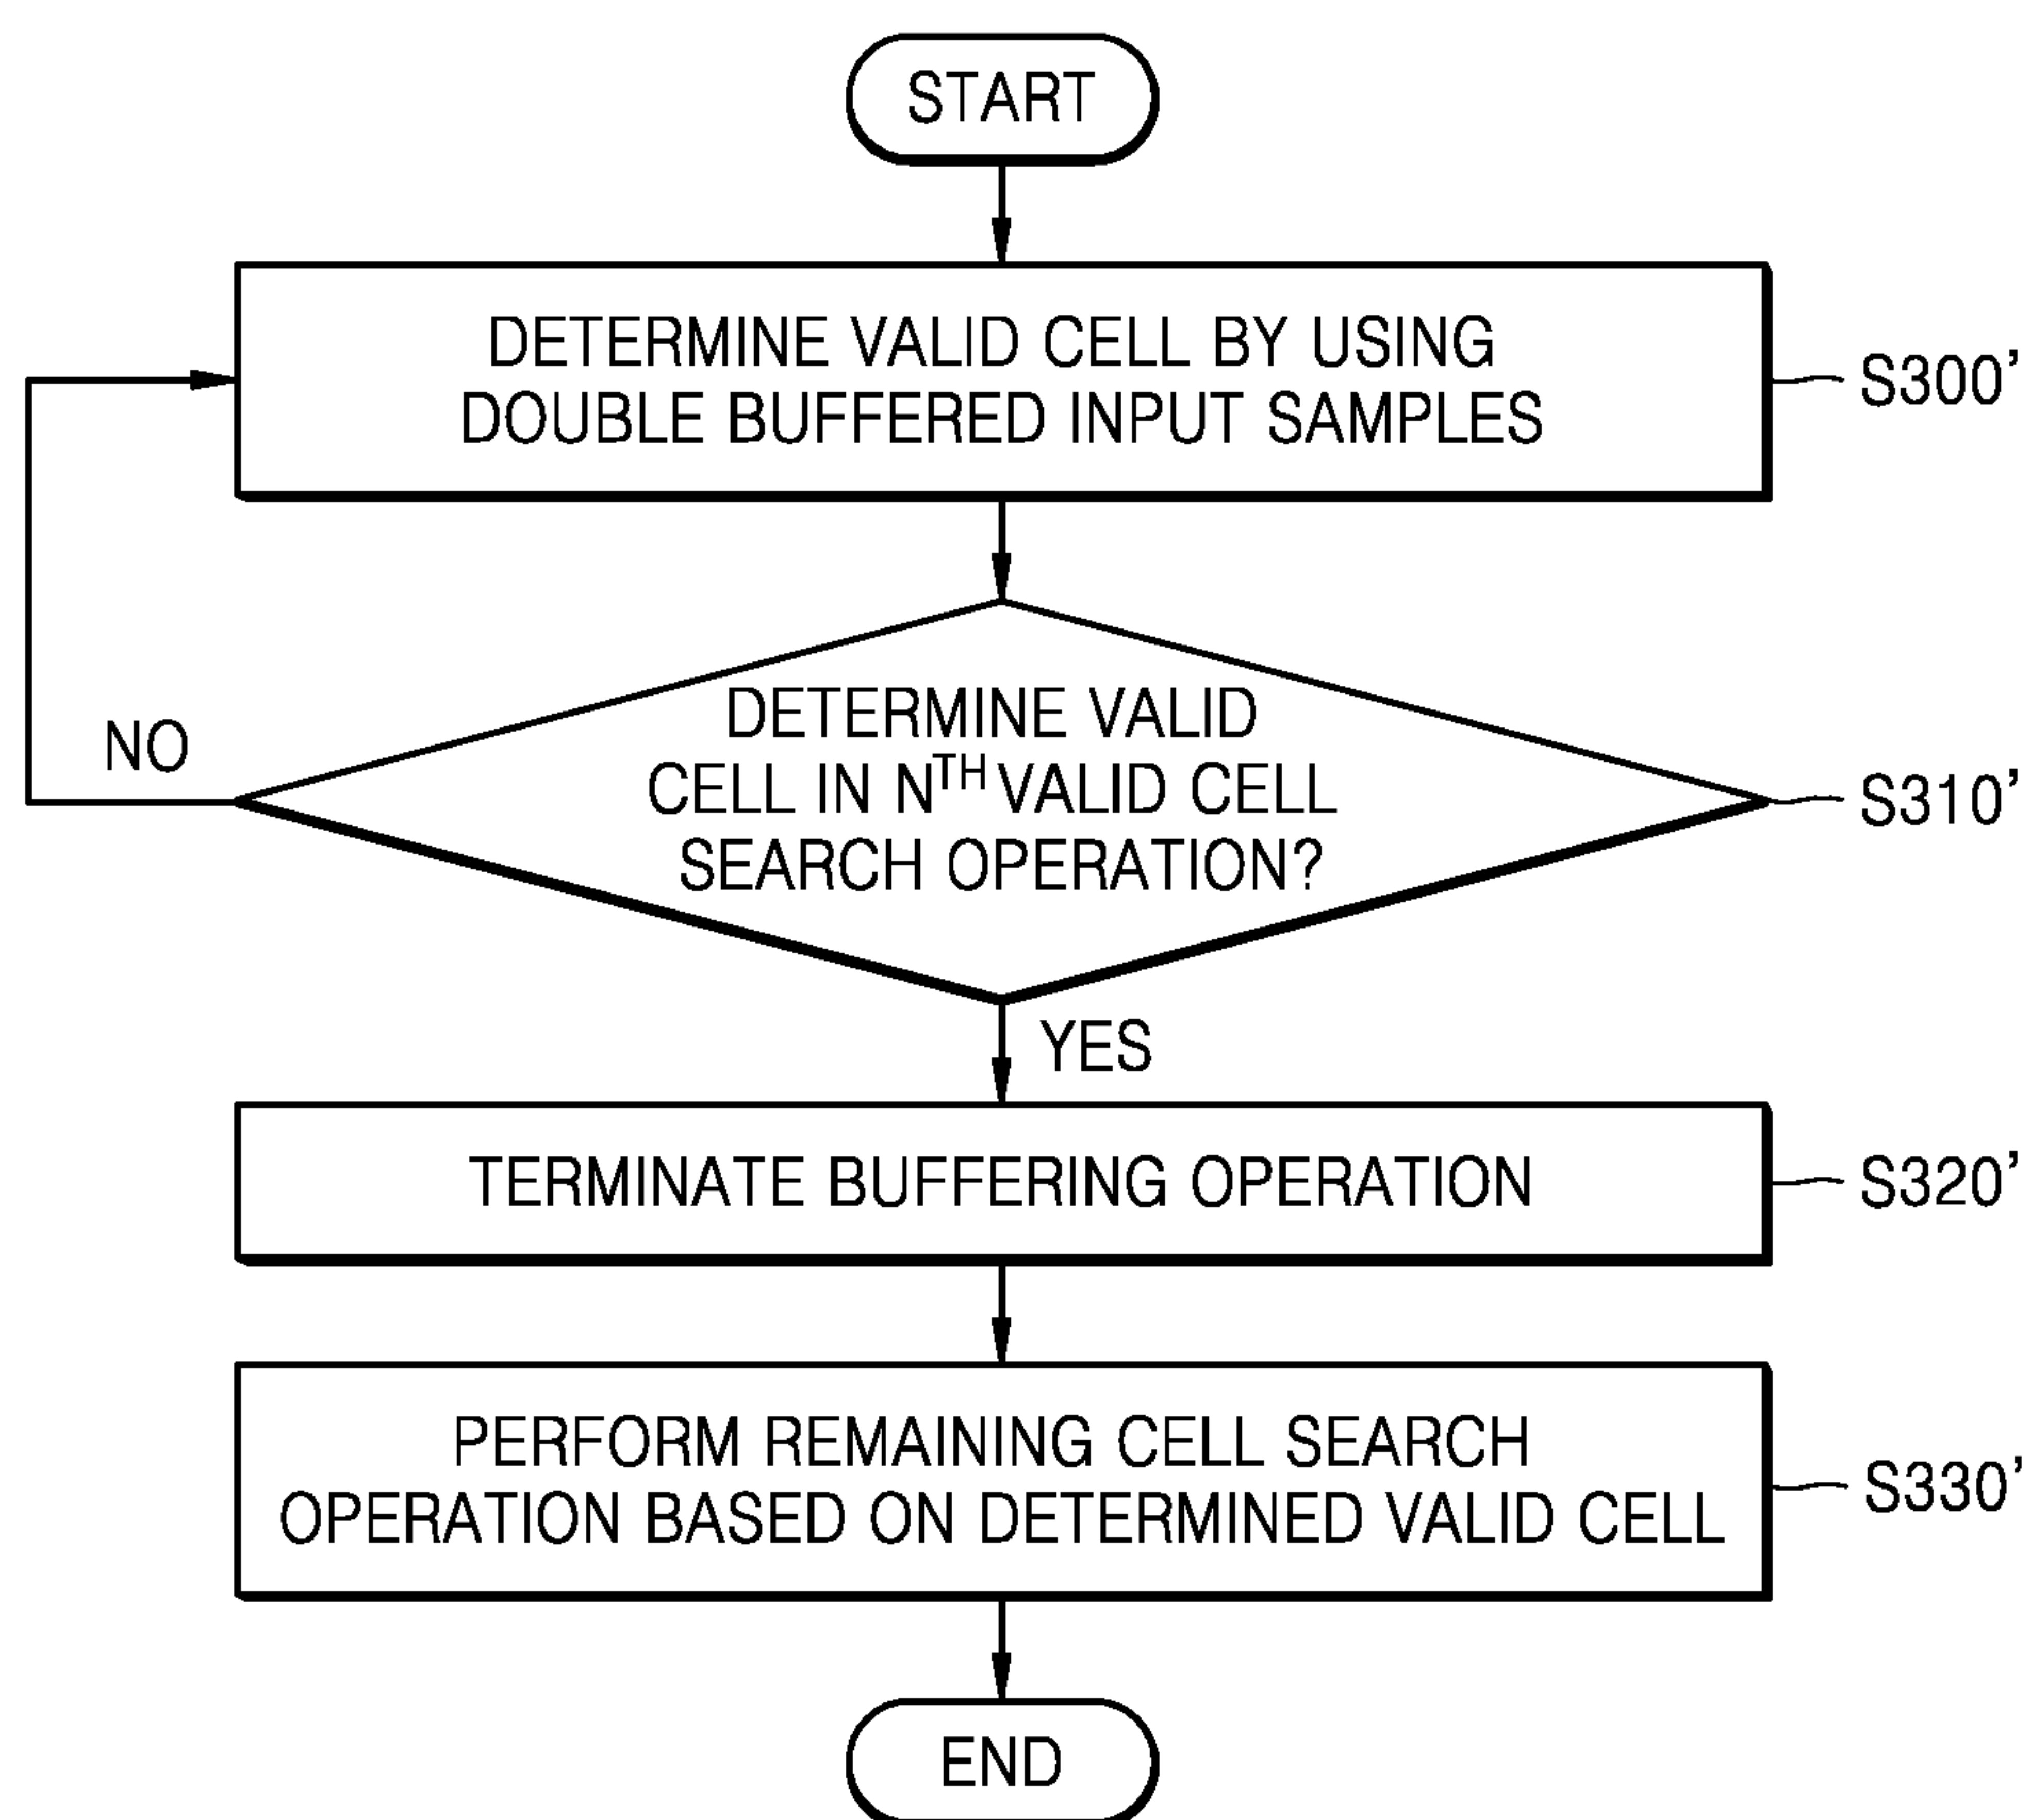 START
DETERMINE VALID CELL BY USING
DOUBLE BUFFERED INPUT SAMPLES
S300’
DETERMINE VALID
CELL IN NTH VALID CELL
SEARCH OPERATION?
S310’
NO
YES
TERMINATE BUFFERING OPERATION
S320’
PERFORM REMAINING CELL SEARCH
OPERATION BASED ON DETERMINED VALID CELL
S330’
END